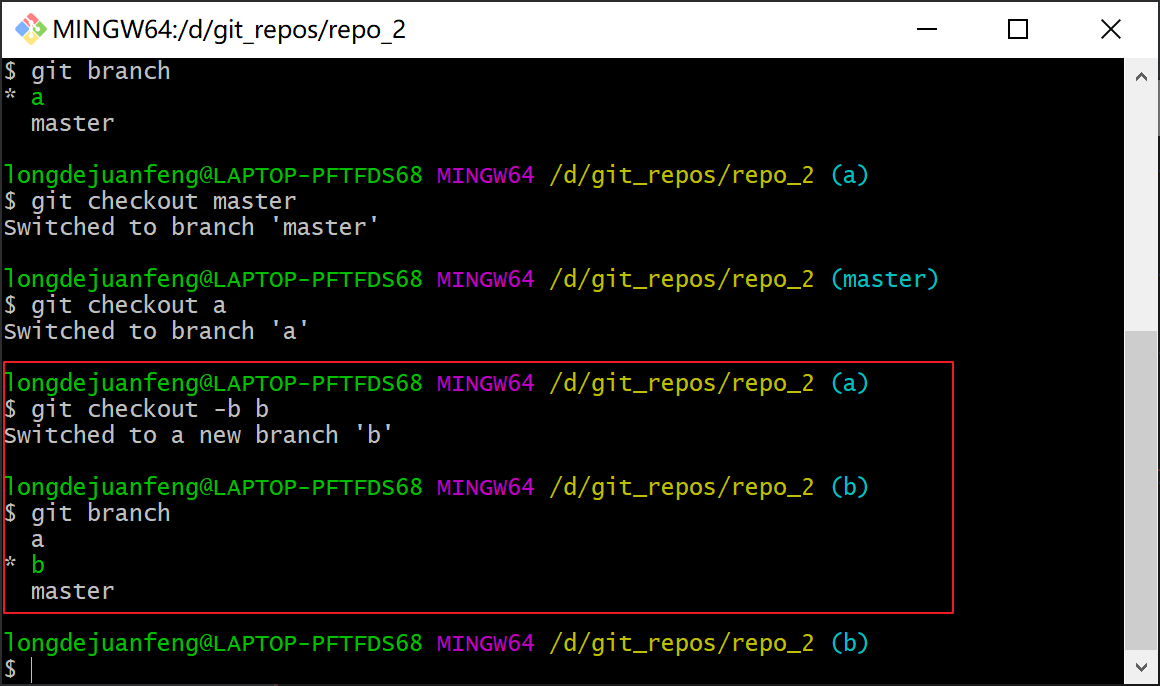 MINGW64:/d/git_repos/repo_2
$ git branch
* a
  master
longdejuanfeng@LAPTOP-PFTFDS68 MINGW64 /d/git_repos/repo_2 (a)
$ git checkout master
Switched to branch 'master'
longdejuanfeng@LAPTOP-PFTFDS68 MINGW64 /d/git_repos/repo_2 (master)
$ git checkout a
Switched to branch 'a'
longdejuanfeng@LAPTOP-PFTFDS68 MINGW64 /d/git_repos/repo_2 (a)
$ git checkout -b b
Switched to a new branch 'b'
longdejuanfeng@LAPTOP-PFTFDS68 MINGW64 /d/git_repos/repo_2 (b)
$ git branch
  a
* b
  master
longdejuanfeng@LAPTOP-PFTFDS68 MINGW64 /d/git_repos/repo_2 (b)
$